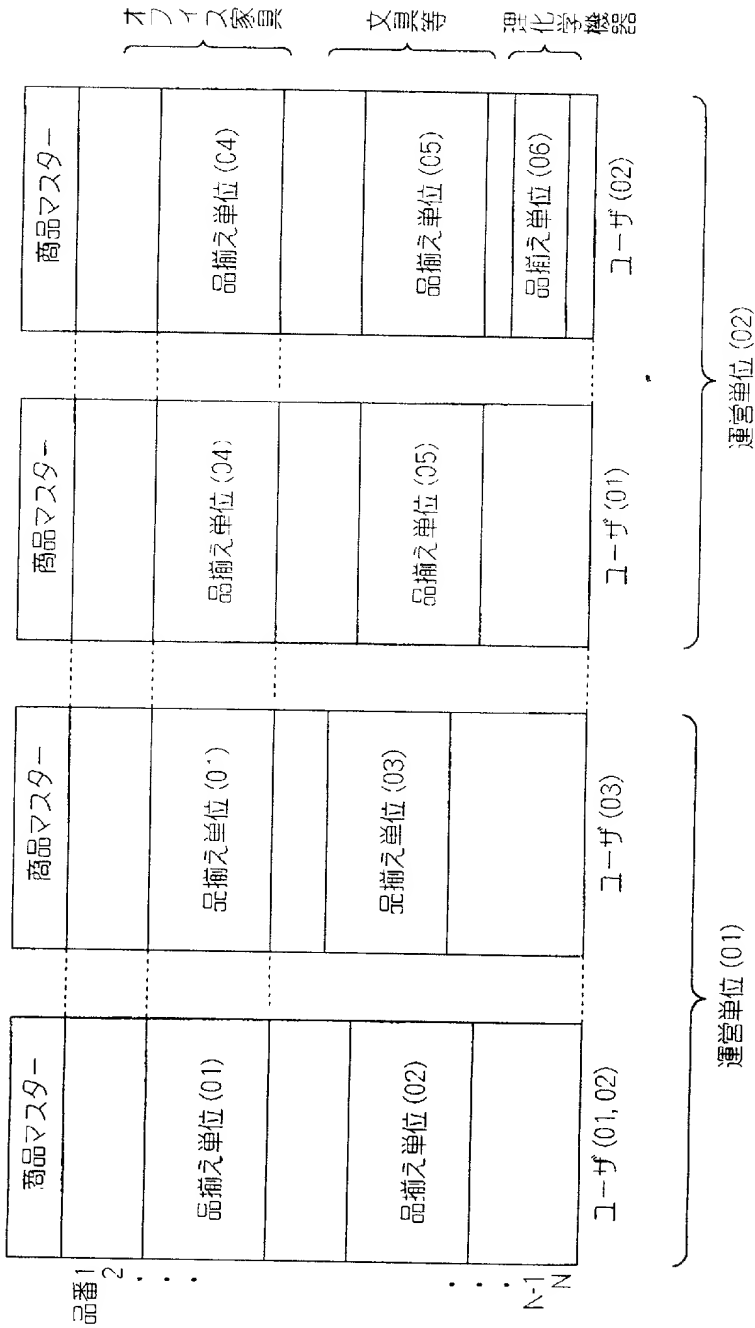 商品マスター
商品マスター
商品マスター
商品マスター
品番1
2
品揃え単位(01)
品揃え単位(01)
品揃え単位(04)
品揃え単位(04)
オフィス家具
品揃え単位(02)
品揃え単位(03)
品揃え単位(05)
品揃え単位(05)
文具等
品揃え単位(06)
理化学機器
N-1
N
ユーザ(01,02)
ユーザ(03)
ユーザ(01)
ユーザ(02)
運営単位(01)
運営単位(02)